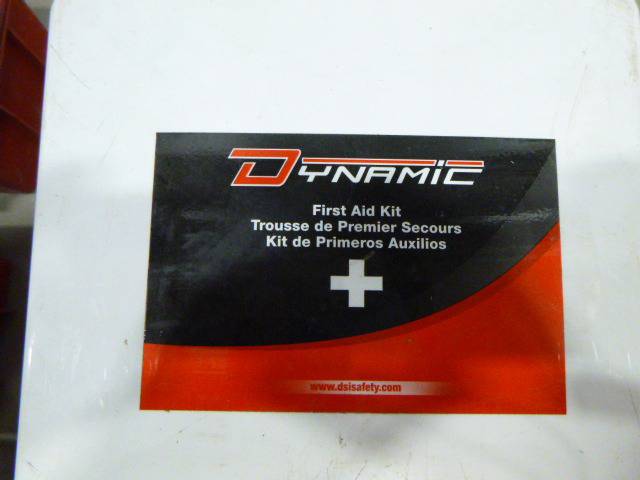 DYNAMIC
First Aid Kit
Trousse de Premier Secours
Kit de Primeros Auxilios
www.dsisafety.com